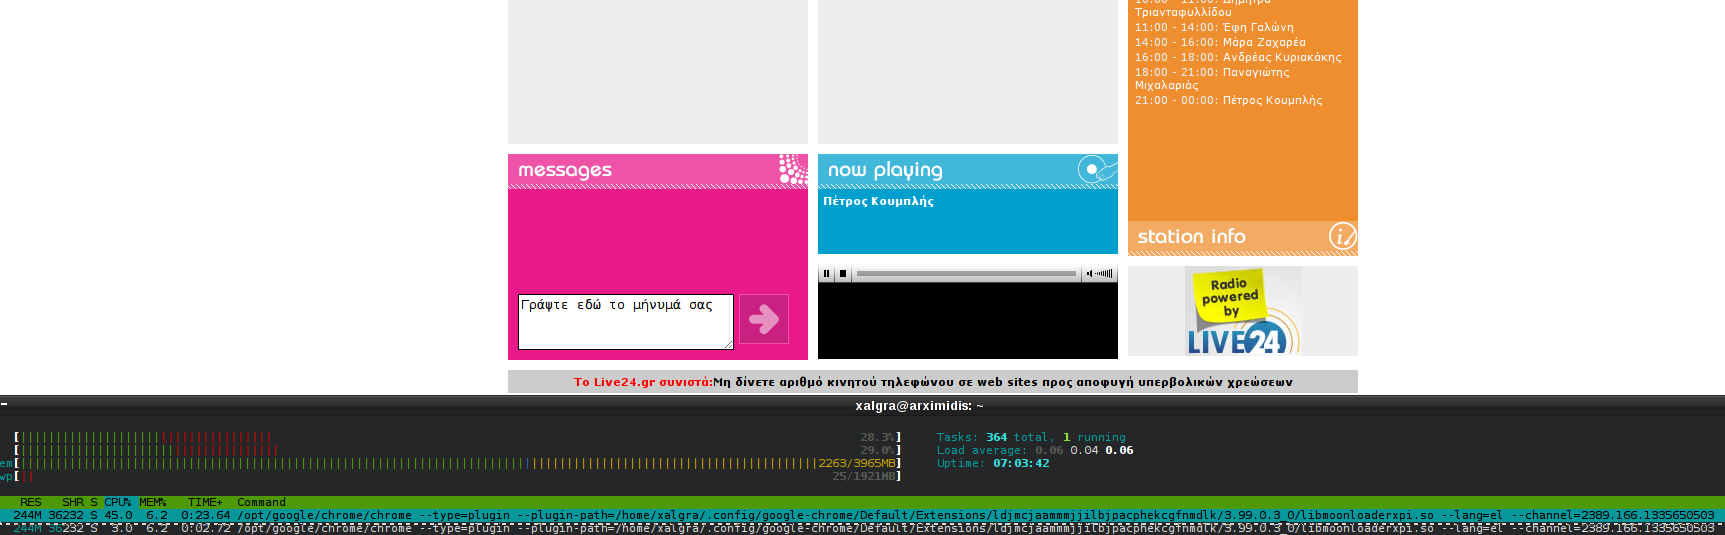 10:00 - 11:00: Δήμητρα
Τριανταφυλλίδου
11:00 - 14:00: Έφη Γαλώνη
14:00 - 16:00: Μάρα Ζαχαρέα
16:00 - 18:00: Ανδρέας Κυριακάκης
18:00 - 21:00: Παναγιώτης
Μιχαλαριάς
21:00 - 00:00: Πέτρος Κουμπλής
messages
now playing
Πέτρος Κουμπλής
station info
Γράψτε εδώ το μήνυμά σας
Radio
powered
by
LIVE24
Το Live24.gr συνιστά:Μη δίνετε αριθμό κινητού τηλεφώνου σε web sites προς αποφυγή υπερβολικών χρεώσεων
xalgra@arximidis: ~
28.3%] Tasks: 364 total, 1 running
29.0%] Load average: 0.06 0.04 0.06
em[ 2263/3965MB] Uptime: 07:03:42
wp[ 25/1921MB]
RES SHR S CPU% MEM% TIME+ Command
244M 36232 S 45.0 6.2 0:23.64 /opt/google/chrome/chrome --type=plugin --plugin-path=/home/xalgra/.config/google-chrome/Default/Extensions/ldjmcjaammmjjilbjpacphekcgfnmdlk/3.99.0.3_0/libmoonloaderxpi.so --lang=el --channel=2389.166.1335650503
244M 36232 S 3.0 6.2 0:02.72 /opt/google/chrome/chrome --type=plugin --plugin-path=/home/xalgra/.config/google-chrome/Default/Extensions/ldjmcjaammmjjilbjpacphekcgfnmdlk/3.99.0.3_0/libmoonloaderxpi.so --lang=el --channel=2389.166.1335650503